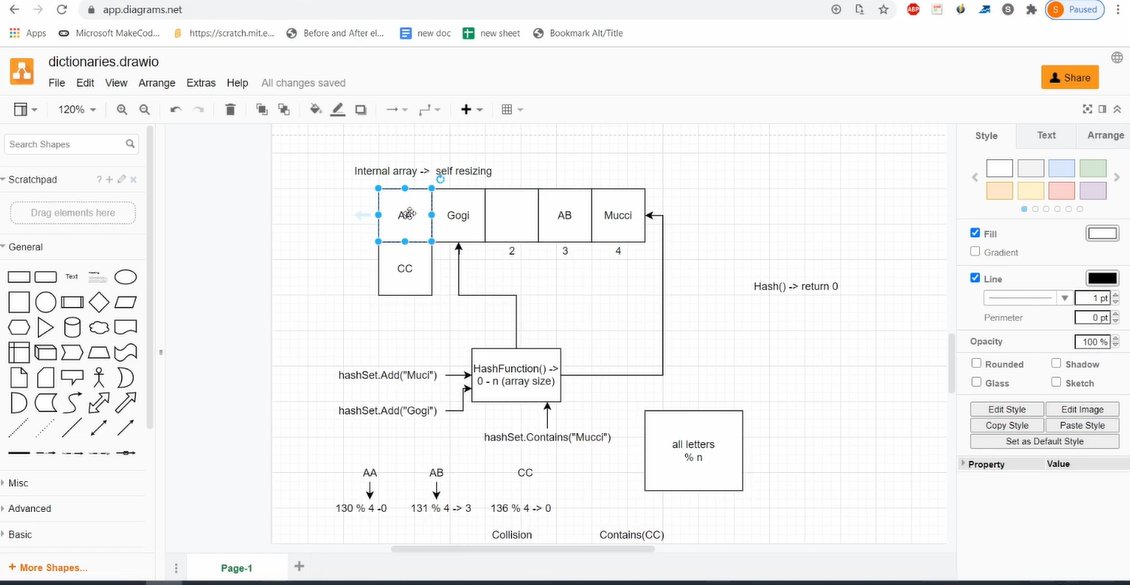 app.diagrams.net
ABP
S
S
Paused
Apps
Microsoft MakeCod...
https://scratch.mit.e...
Before and After el...
new doc
new sheet
Bookmark Alt/Title
dictionaries.drawio
File Edit View Arrange Extras Help All changes saved
Share
120%
Search Shapes
Scratchpad
?
Drag elements here
General
Text
Heading
Misc
Advanced
Basic
+ More Shapes...
Internal array -> self resizing
AA Gogi AB Mucci
2 3 4
CC
Hash() -> return 0
HashFunction() ->
0 - n (array size)
hashSet.Add("Muci")
hashSet.Add("Gogi")
hashSet.Contains("Mucci")
all letters
% n
AA AB CC
130 % 4 -0 131 % 4 -> 3 136 % 4 -> 0
Collision Contains(CC)
Page-1
Style Text Arrange
Fill
Gradient
Line
1 pt
Perimeter 0 pt
Opacity 100 %
Rounded Shadow
Glass Sketch
Edit Style Edit Image
Copy Style Paste Style
Set as Default Style
Property Value